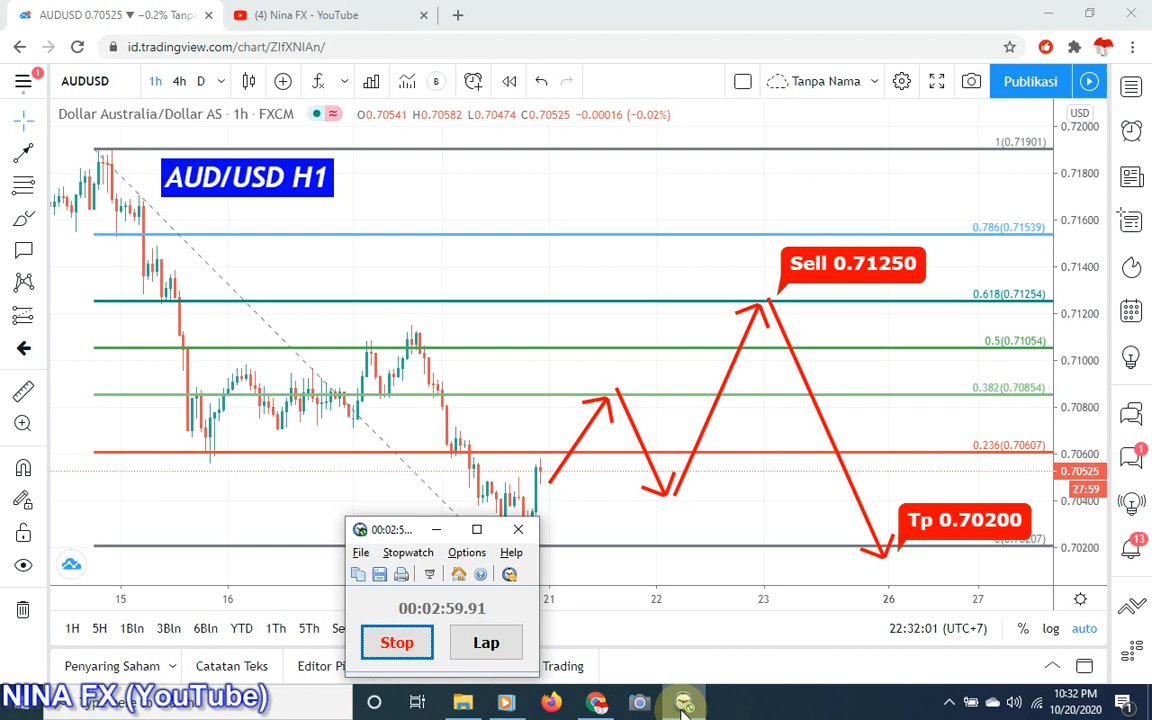 AUDUSD 0.70525 ▼ −0.2% Tanpa
(4) Nina FX - YouTube
id.tradingview.com/chart/ZIfXNIAn/
1
AUDUSD
1h 4h D
B
Tanpa Nama
Publikasi
Dollar Australia/Dollar AS · 1h · FXCM
O0.70541 H0.70582 L0.70474 C0.70525 −0.00016 (−0.02%)
USD
0.72000
1(0.71901)
AUD/USD H1
0.71800
0.71600
0.786(0.71539)
Sell 0.71250
0.71400
0.618(0.71254)
0.71200
0.5(0.71054)
0.71000
0.382(0.70854)
0.70800
0.236(0.70607)
0.70600
1
0.70525
27:59
0.70400
Tp 0.70200
0.70200
13
00:02:5...
File Stopwatch Options Help
00:02:59.91
Stop Lap
15 16 21 22 23 26 27
1H 5H 1Bln 3Bln 6Bln YTD 1Th 5Th
22:32:01 (UTC+7) % log auto
Penyaring Saham Catatan Teks Trading
NINA FX (YouTube)
10:32 PM
10/20/2020
1